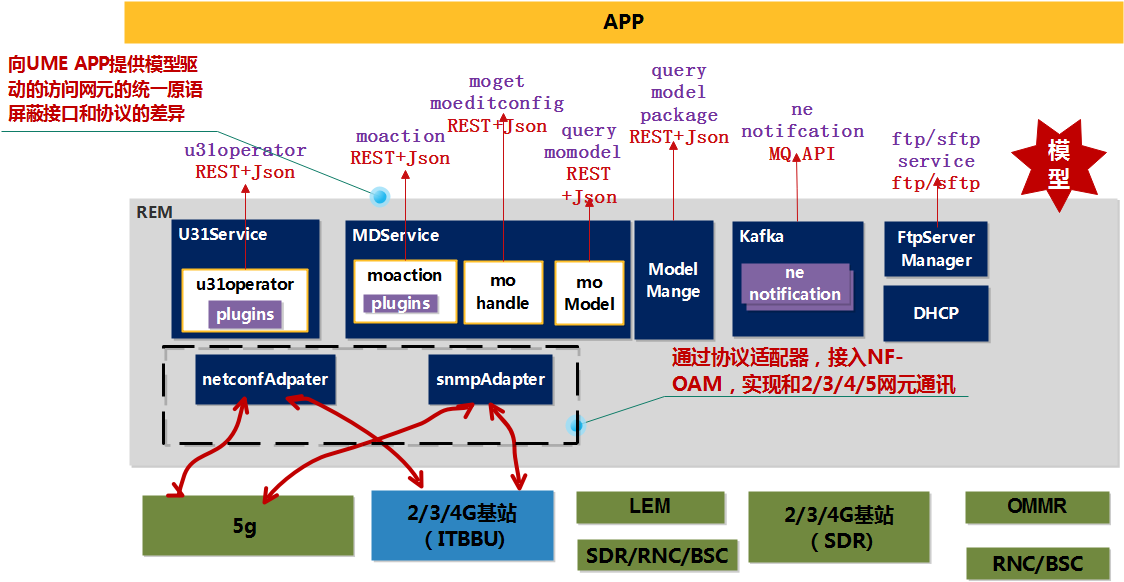 APP
向UME APP提供模型驱
动的访问网元的统一原语
屏蔽接口和协议的差异
u31operator
REST+Json
moaction
REST+Json
moget
moeditconfig
REST+Json
query
momodel
REST
+Json
query
model
package
REST+Json
ne
notifcation
MQ API
ftp/sftp
service
ftp/sftp
模
型
REM
U31Service
u31operator
plugins
MDService
moaction
plugins
mo
handle
mo
Model
Model
Mange
Kafka
ne
notification
FtpServer
Manager
DHCP
netconfAdpater
snmpAdapter
通过协议适配器，接入NF-
OAM，实现和2/3/4/5网元通讯
5g
2/3/4G基站
（ITBBU）
LEM
SDR/RNC/BSC
2/3/4G基站
（SDR)
OMMR
RNC/BSC